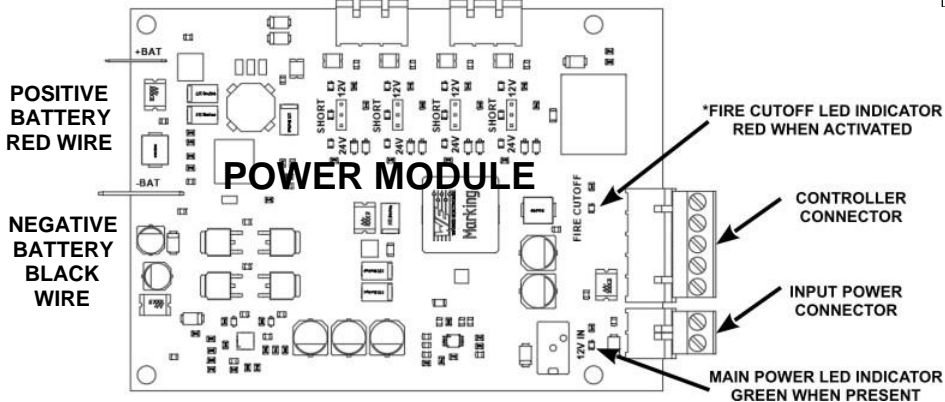 +BAT
POSITIVE
BATTERY
RED WIRE
-BAT
NEGATIVE
BATTERY
BLACK
WIRE
POWER MODULE
SHORT
12V
24V
SHORT
12V
24V
SHORT
12V
24V
SHORT
12V
24V
Marking
FIRE CUTOFF
12V IN
*FIRE CUTOFF LED INDICATOR
RED WHEN ACTIVATED
CONTROLLER
CONNECTOR
INPUT POWER
CONNECTOR
MAIN POWER LED INDICATOR
GREEN WHEN PRESENT